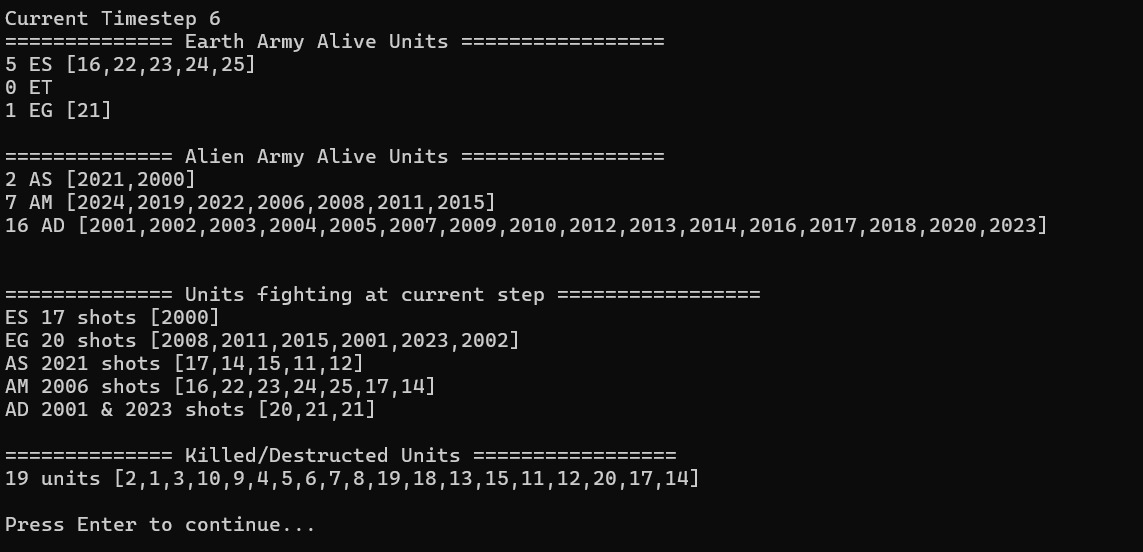 Current Timestep 6
============== Earth Army Alive Units =================
5 ES [16,22,23,24,25]
0 ET
1 EG [21]
============== Alien Army Alive Units =================
2 AS [2021,2000]
7 AM [2024,2019,2022,2006,2008,2011,2015]
16 AD [2001,2002,2003,2004,2005,2007,2009,2010,2012,2013,2014,2016,2017,2018,2020,2023]
============== Units fighting at current step =================
ES 17 shots [2000]
EG 20 shots [2008,2011,2015,2001,2023,2002]
AS 2021 shots [17,14,15,11,12]
AM 2006 shots [16,22,23,24,25,17,14]
AD 2001 & 2023 shots [20,21,21]
============== Killed/Destructed Units =================
19 units [2,1,3,10,9,4,5,6,7,8,19,18,13,15,11,12,20,17,14]
Press Enter to continue...